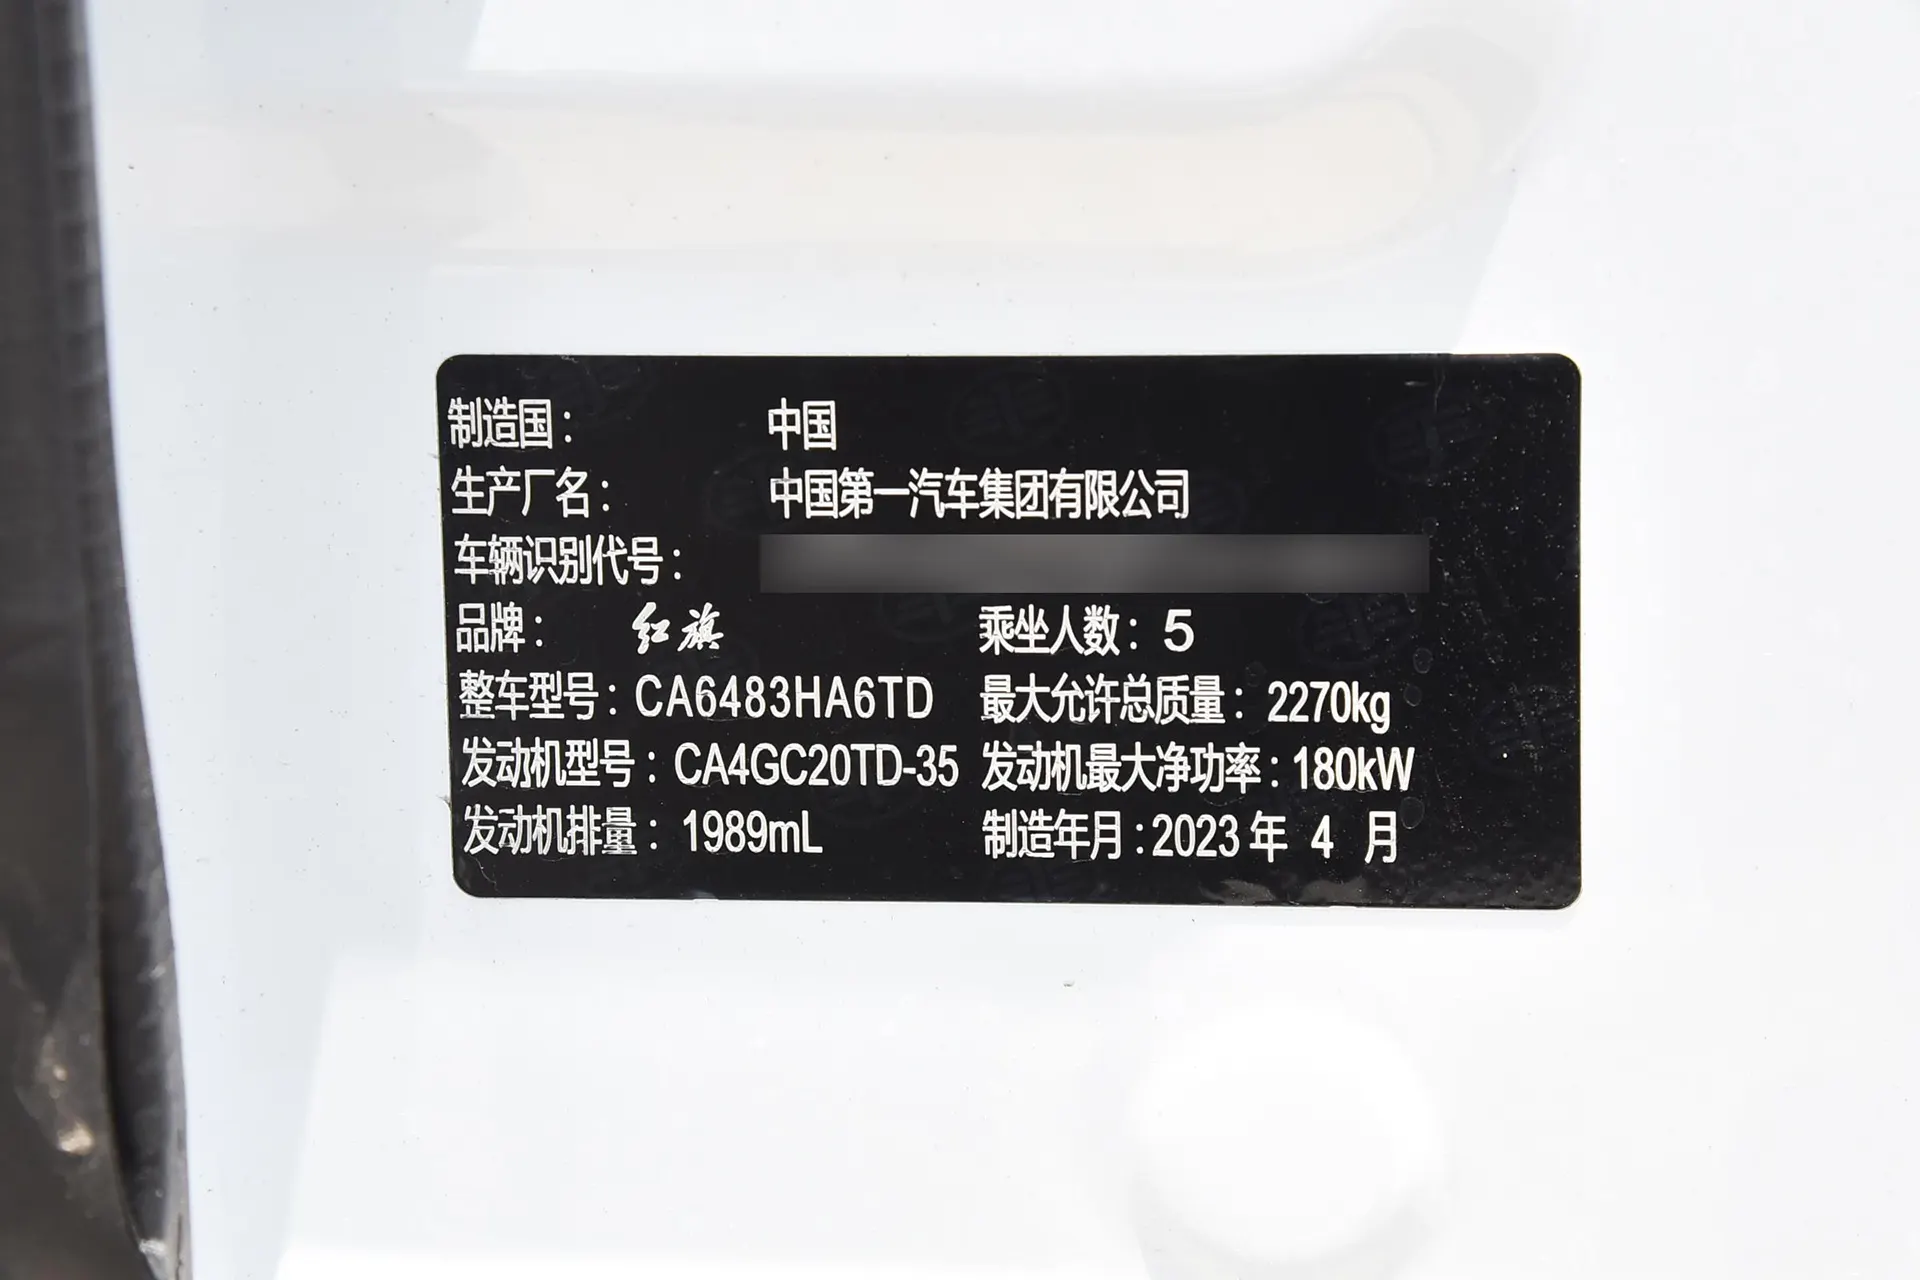 制造国： 中国
生产厂名： 中国第一汽车集团有限公司
车辆识别代号：
品牌： 红旗 乘坐人数：5
整车型号：CA6483HA6TD 最大允许总质量：2270kg
发动机型号：CA4GC20TD-35 发动机最大净功率：180kW
发动机排量：1989mL 制造年月：2023年 4 月